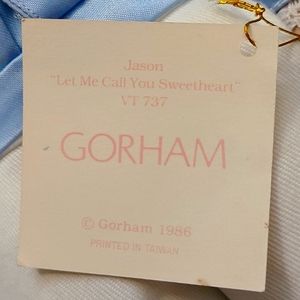 Jason
"Let Me Call You Sweetheart"
VT 737
GORHAM
© Gorham 1986
PRINTED IN TAIWAN